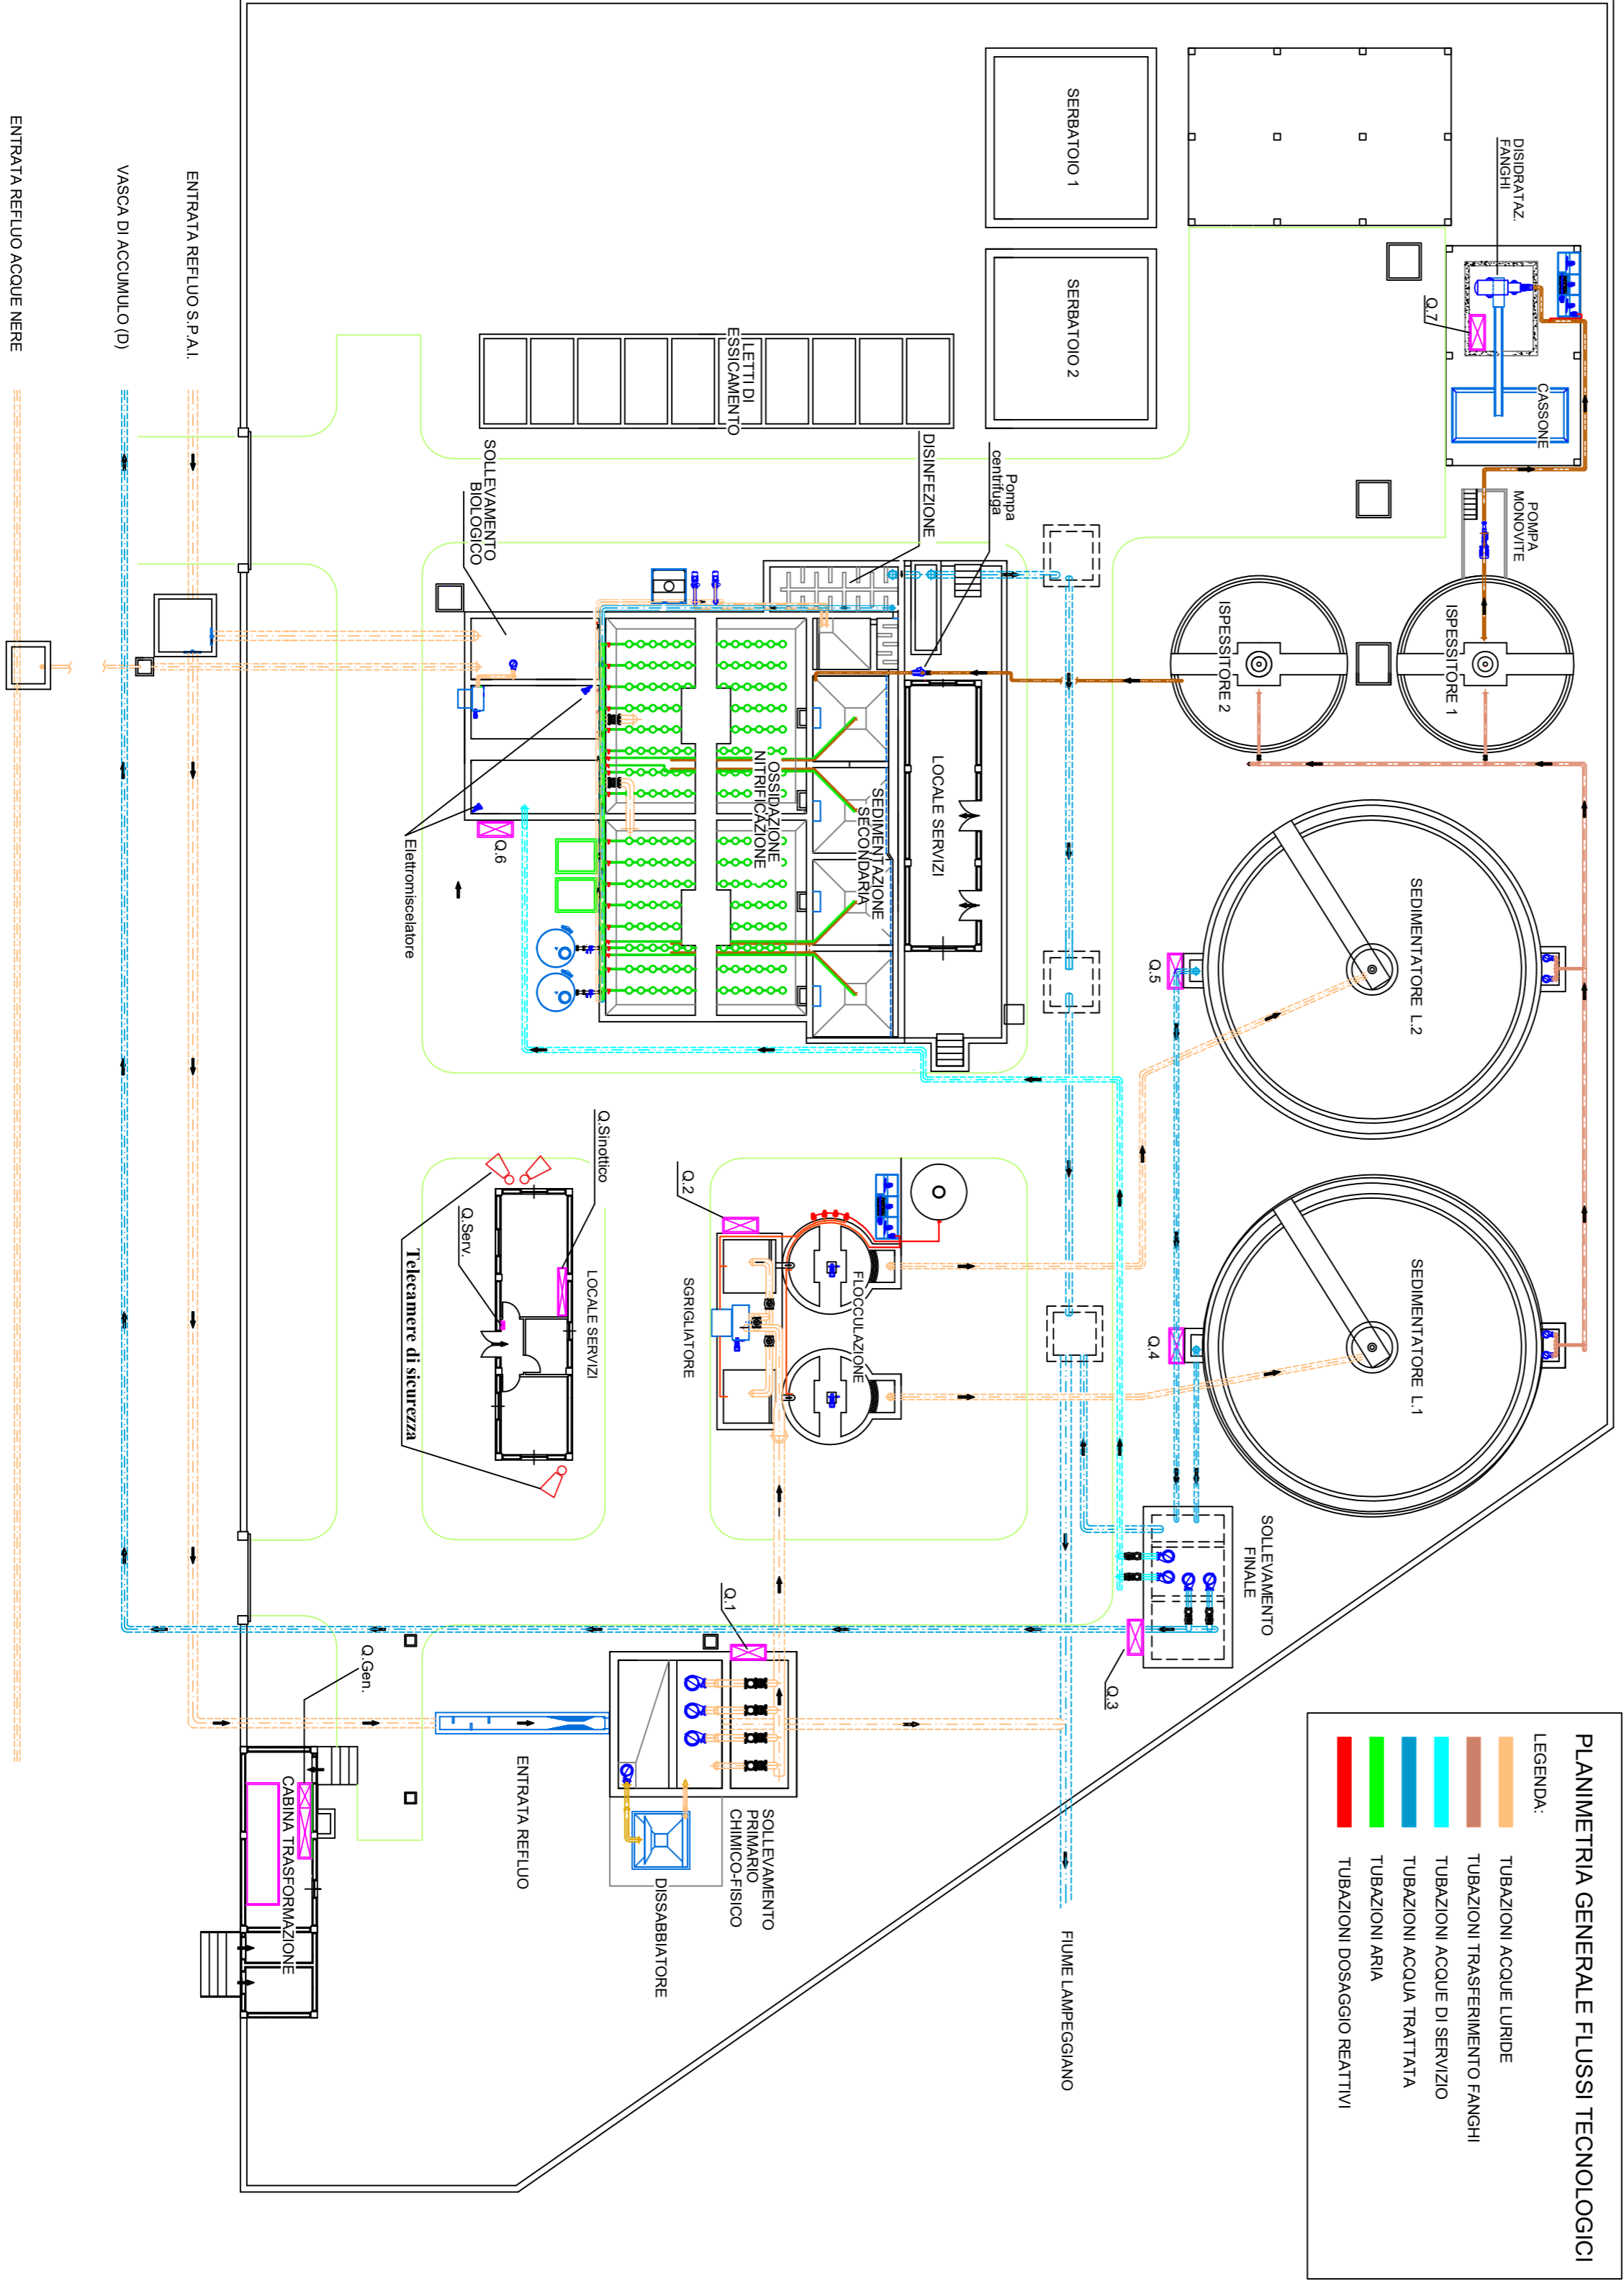 PLANIMETRIA GENERALE FLUSSI TECNOLOGICI
LEGENDA:
TUBAZIONI ACQUE LURIDE
TUBAZIONI TRASFERIMENTO FANGHI
TUBAZIONI ACQUE DI SERVIZIO
TUBAZIONI ACQUA TRATTATA
TUBAZIONI ARIA
TUBAZIONI DOSAGGIO REATTIVI
DISIDRATAZ.
FANGHI
Q.7
CASSONE
POMPA
MONOVITE
ISPESSITORE 1
ISPESSITORE 2
SEDIMENTATORE L.2
SEDIMENTATORE L.1
Q.5
Q.4
SOLLEVAMENTO
FINALE
Q.3
SERBATOIO 1
SERBATOIO 2
LETTI DI
ESSICAMENTO
Pompa
centrifuga
DISINFEZIONE
SOLLEVAMENTO
BIOLOGICO
LOCALE SERVIZI
SEDIMENTAZIONE
SECONDARIA
OSSIDAZIONE
NITRIFICAZIONE
Q.6
Elettromiscelatore
Q.2
FLOCCULAZIONE
SGRIGLIATORE
Q.Sinottico
LOCALE SERVIZI
Q.Serv.
Telecamere di sicurezza
Q.1
SOLLEVAMENTO
PRIMARIO
CHIMICO-FISICO
DISSABBIATORE
ENTRATA REFLUO
FIUME LAMPEGGIANO
Q.Gen.
CABINA TRASFORMAZIONE
ENTRATA REFLUO S.P.A.I.
VASCA DI ACCUMULO (D)
ENTRATA REFLUO ACQUE NERE